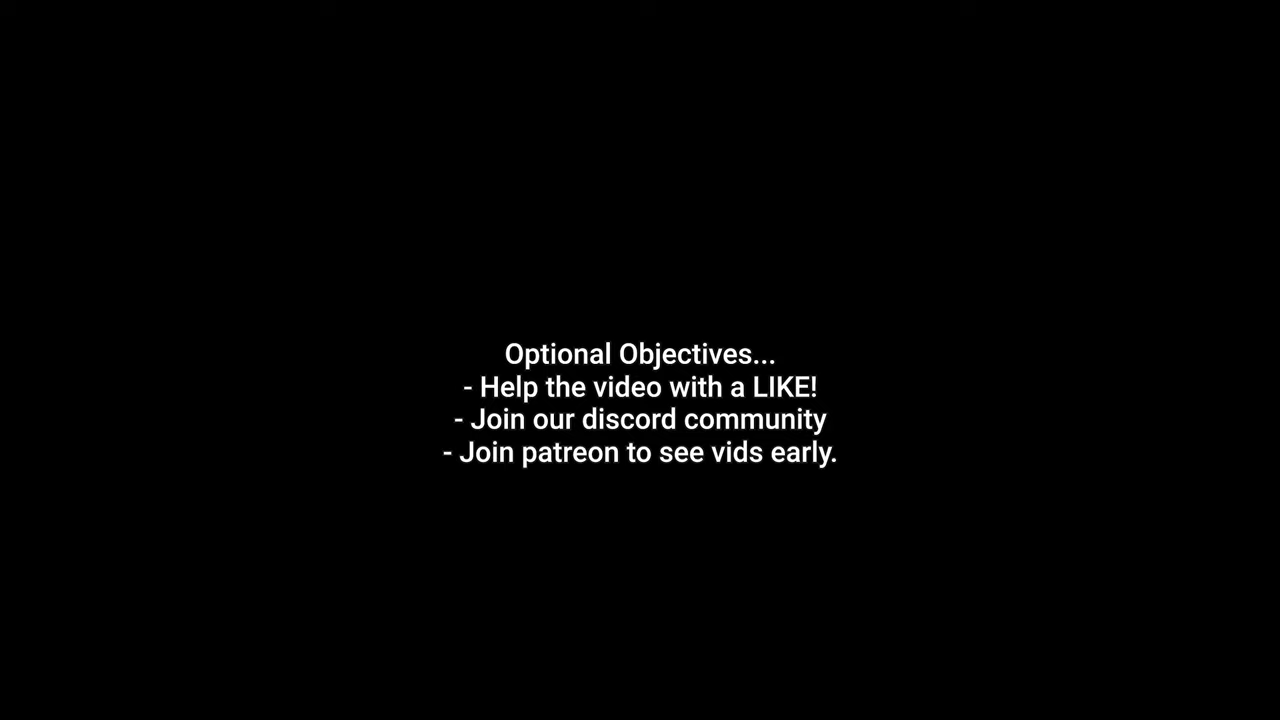 Optional Objectives...
- Help the video with a LIKE!
- Join our discord community
- Join patreon to see vids early.